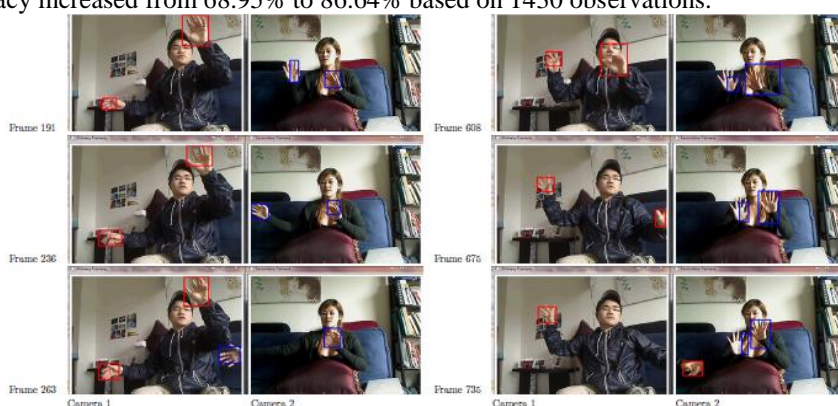 acy increased from 68.95% to 86.64% based on 1450 observations.
Frame 191
Frame 608
Frame 236
Frame 675
Frame 263
Frame 735
Camera 1
Camera 2
Camera 1
Camera 2